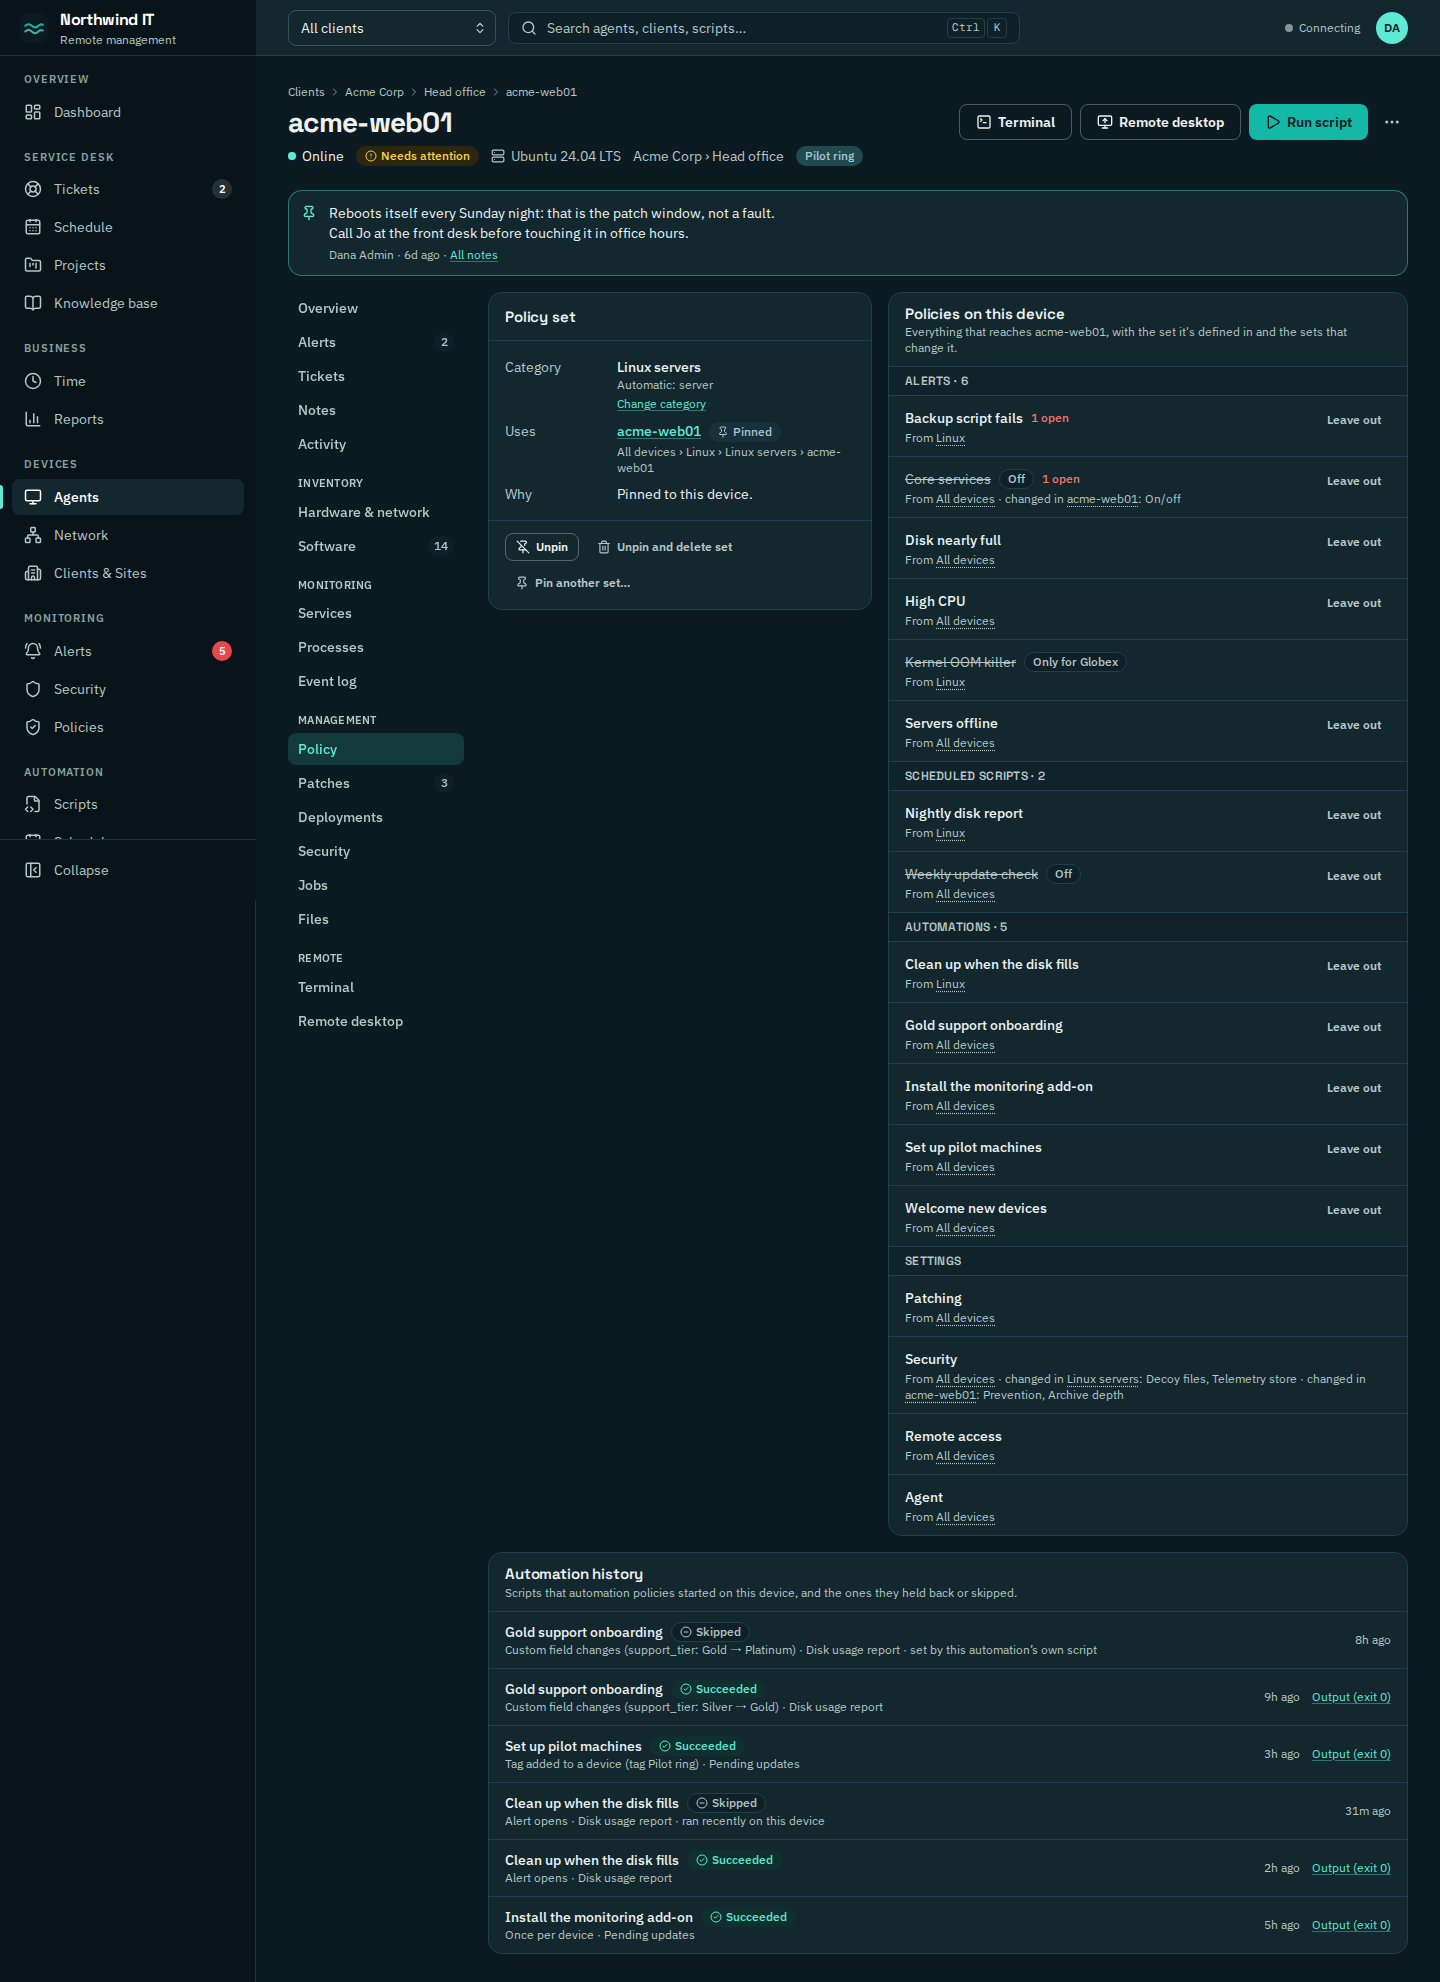 Northwind IT
Remote management
All clients
Search agents, clients, scripts...
Ctrl K
Connecting
DA
OVERVIEW
Dashboard
SERVICE DESK
Tickets 2
Schedule
Projects
Knowledge base
BUSINESS
Time
Reports
DEVICES
Agents
Network
Clients & Sites
MONITORING
Alerts 5
Security
Policies
AUTOMATION
Scripts
Collapse
Clients > Acme Corp > Head office > acme-web01
acme-web01
Terminal
Remote desktop
Run script
Online
Needs attention
Ubuntu 24.04 LTS
Acme Corp › Head office
Pilot ring
Reboots itself every Sunday night: that is the patch window, not a fault.
Call Jo at the front desk before touching it in office hours.
Dana Admin · 6d ago · All notes
Overview
Alerts 2
Tickets
Notes
Activity
INVENTORY
Hardware & network
Software 14
MONITORING
Services
Processes
Event log
MANAGEMENT
Policy
Patches 3
Deployments
Security
Jobs
Files
REMOTE
Terminal
Remote desktop
Policy set
Category
Linux servers
Automatic: server
Change category
Uses
acme-web01 Pinned
All devices › Linux › Linux servers › acme-
web01
Why
Pinned to this device.
Unpin
Unpin and delete set
Pin another set...
Policies on this device
Everything that reaches acme-web01, with the set it's defined in and the sets that
change it.
ALERTS · 6
Backup script fails 1 open
From Linux
Leave out
Core services Off 1 open
From All devices · changed in acme-web01: On/off
Leave out
Disk nearly full
From All devices
Leave out
High CPU
From All devices
Leave out
Kernel OOM killer Only for Globex
From Linux
Servers offline
From All devices
Leave out
SCHEDULED SCRIPTS · 2
Nightly disk report
From Linux
Leave out
Weekly update check Off
From All devices
Leave out
AUTOMATIONS · 5
Clean up when the disk fills
From Linux
Leave out
Gold support onboarding
From All devices
Leave out
Install the monitoring add-on
From All devices
Leave out
Set up pilot machines
From All devices
Leave out
Welcome new devices
From All devices
Leave out
SETTINGS
Patching
From All devices
Security
From All devices · changed in Linux servers: Decoy files, Telemetry store · changed in
acme-web01: Prevention, Archive depth
Remote access
From All devices
Agent
From All devices
Automation history
Scripts that automation policies started on this device, and the ones they held back or skipped.
Gold support onboarding Skipped
Custom field changes (support_tier: Gold → Platinum) · Disk usage report · set by this automation's own script
8h ago
Gold support onboarding Succeeded
Custom field changes (support_tier: Silver → Gold) · Disk usage report
9h ago Output (exit 0)
Set up pilot machines Succeeded
Tag added to a device (tag Pilot ring) · Pending updates
3h ago Output (exit 0)
Clean up when the disk fills Skipped
Alert opens · Disk usage report · ran recently on this device
31m ago
Clean up when the disk fills Succeeded
Alert opens · Disk usage report
2h ago Output (exit 0)
Install the monitoring add-on Succeeded
Once per device · Pending updates
5h ago Output (exit 0)